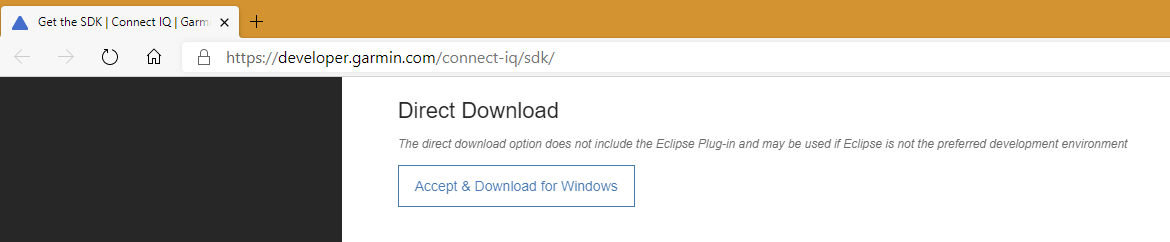 Get the SDK | Connect IQ | Garm
https://developer.garmin.com/connect-iq/sdk/
Direct Download
The direct download option does not include the Eclipse Plug-in and may be used if Eclipse is not the preferred development environment
Accept & Download for Windows